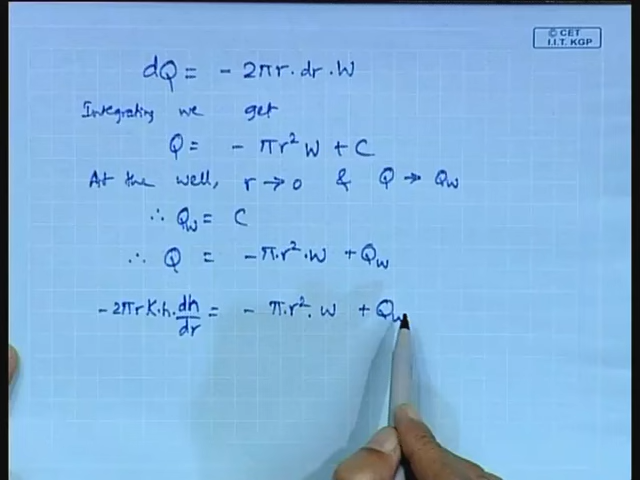 © CET
I.I.T. KGP
dQ = - 2πr·dr·W
Integrating we get
Q = - πr² W + C
At the well, r → 0 & Q → Qw
∴ Qw = C
∴ Q = - π·r²·w + Qw
- 2πr K·h·dh/dr = - π·r²·w + Qw